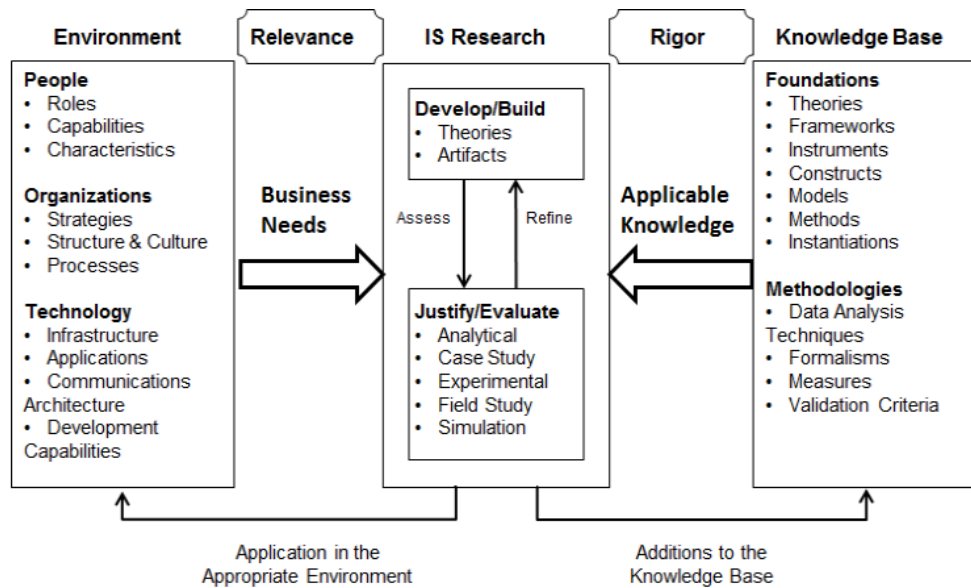 Environment
Relevance
IS Research
Rigor
Knowledge Base
People
• Roles
• Capabilities
• Characteristics
Organizations
• Strategies
• Structure & Culture
• Processes
Technology
• Infrastructure
• Applications
• Communications
Architecture
• Development
Capabilities
Business
Needs
Develop/Build
• Theories
• Artifacts
Assess
Refine
Justify/Evaluate
• Analytical
• Case Study
• Experimental
• Field Study
• Simulation
Applicable
Knowledge
Foundations
• Theories
• Frameworks
• Instruments
• Constructs
• Models
• Methods
• Instantiations
Methodologies
• Data Analysis
Techniques
• Formalisms
• Measures
• Validation Criteria
Application in the
Appropriate Environment
Additions to the
Knowledge Base